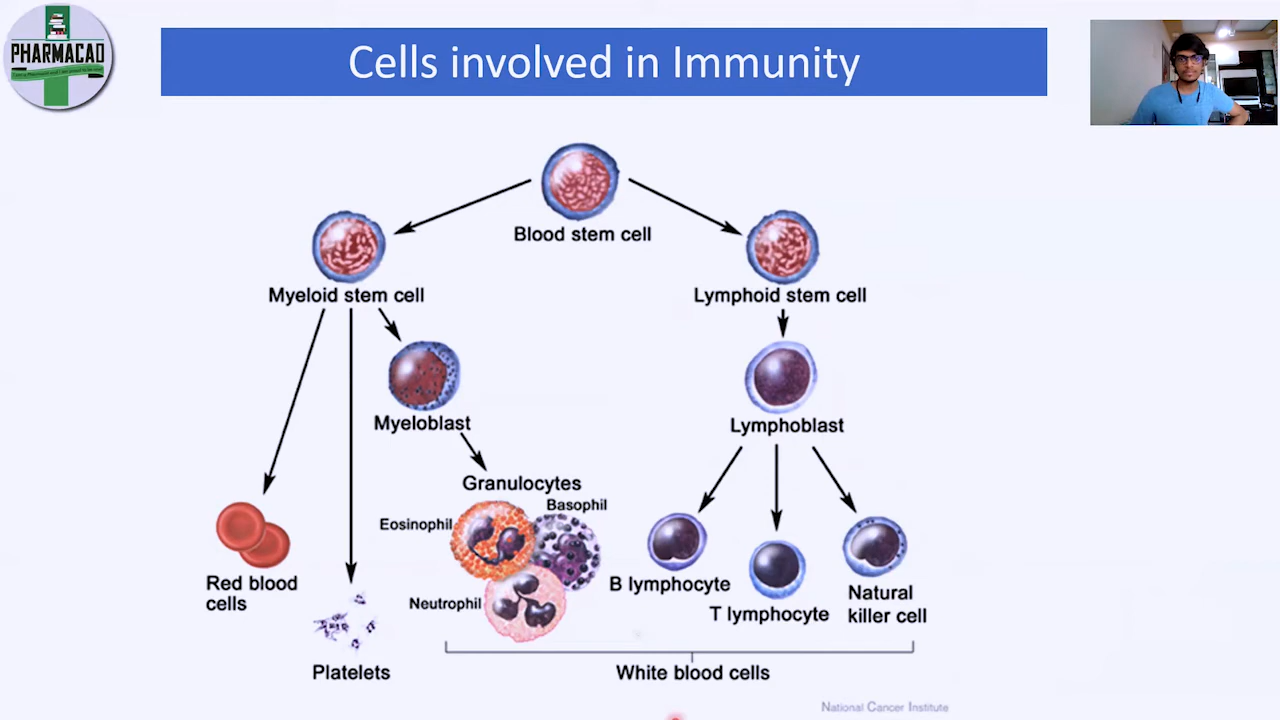 PHARMACAD
Cells involved in Immunity
Blood stem cell
Myeloid stem cell
Lymphoid stem cell
Myeloblast
Lymphoblast
Granulocytes
Basophil
Eosinophil
Neutrophil
Red blood
cells
Platelets
B lymphocyte
T lymphocyte
Natural
killer cell
White blood cells
National Cancer Institute